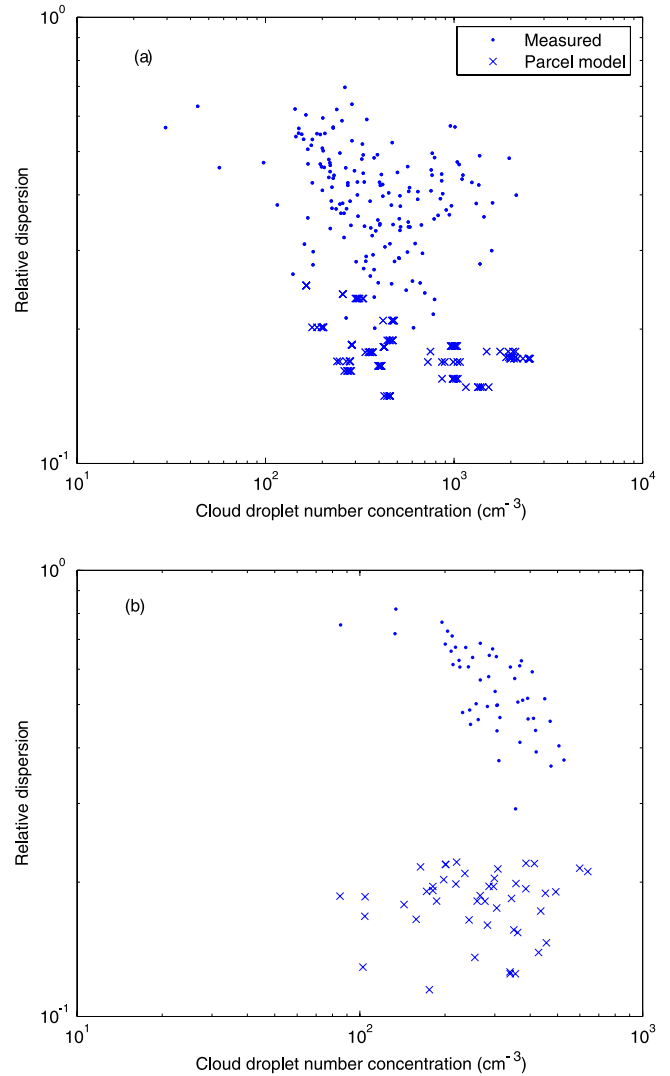 10^0
(a)
Measured
Parcel model
Relative dispersion
10^-1
10^1
10^2
10^3
10^4
Cloud droplet number concentration (cm^-3)
10^0
(b)
Relative dispersion
10^-1
10^1
10^2
10^3
Cloud droplet number concentration (cm^-3)